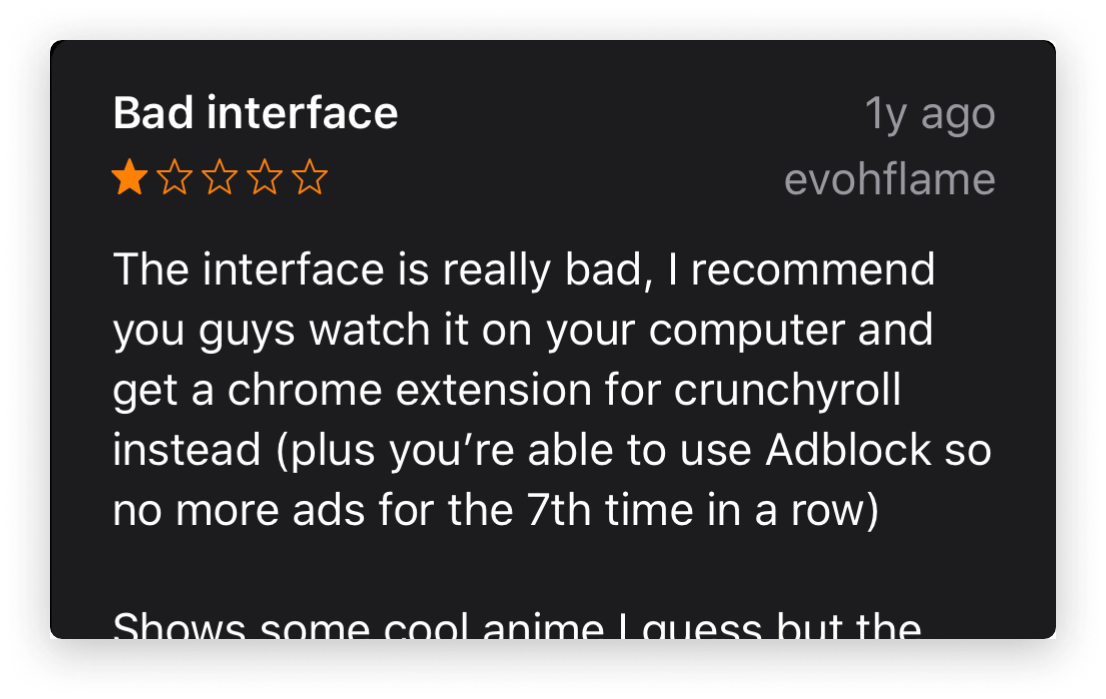 Bad interface
1y ago
evohflame
The interface is really bad, I recommend
you guys watch it on your computer and
get a chrome extension for crunchyroll
instead (plus you’re able to use Adblock so
no more ads for the 7th time in a row)
Shows some cool anime I guess but the